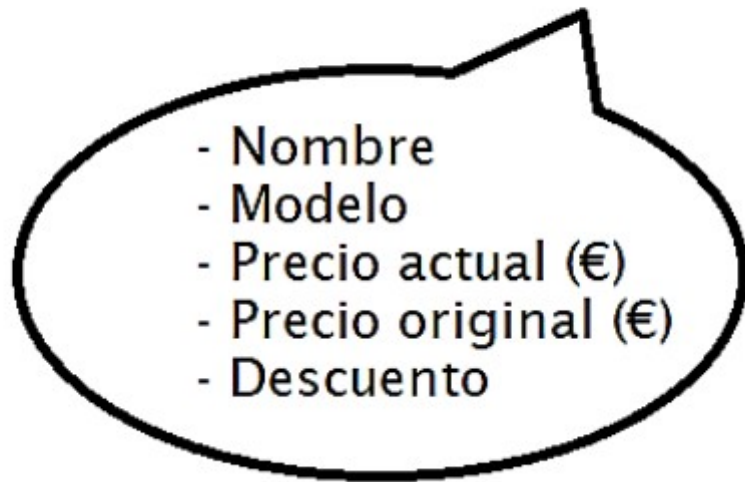 - Nombre
- Modelo
- Precio actual (€)
- Precio original (€)
- Descuento